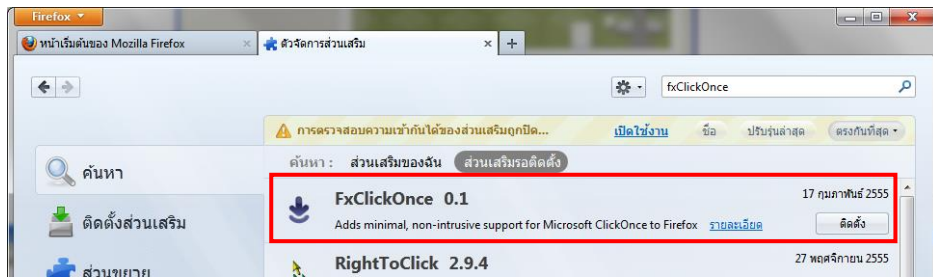 Firefox
หน้าเริ่มต้นของ Mozilla Firefox
ตัวจัดการส่วนเสริม
fxClickOnce
การตรวจสอบความเข้ากันได้ของส่วนเสริมถูกปิด... เปิดใช้งาน ชื่อ ปรับรุ่นล่าสุด ตรงกันที่สุด
ค้นหา : ส่วนเสริมของฉัน ส่วนเสริมรอติดตั้ง
ค้นหา
ติดตั้งส่วนเสริม
ส่วนขยาย
FxClickOnce 0.1 17 กุมภาพันธ์ 2555
Adds minimal, non-intrusive support for Microsoft ClickOnce to Firefox รายละเอียด ติดตั้ง
RightToClick 2.9.4 27 พฤศจิกายน 2555